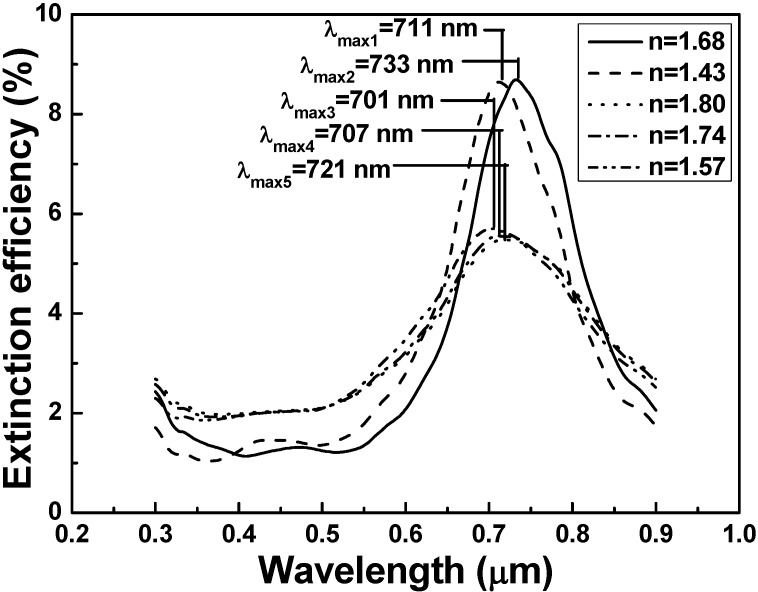 λmax1=711 nm
λmax2=733 nm
λmax3=701 nm
λmax4=707 nm
λmax5=721 nm
n=1.68
n=1.43
n=1.80
n=1.74
n=1.57
Extinction efficiency (%)
10
8
6
4
2
0
0.2 0.3 0.4 0.5 0.6 0.7 0.8 0.9 1.0
Wavelength (μm)